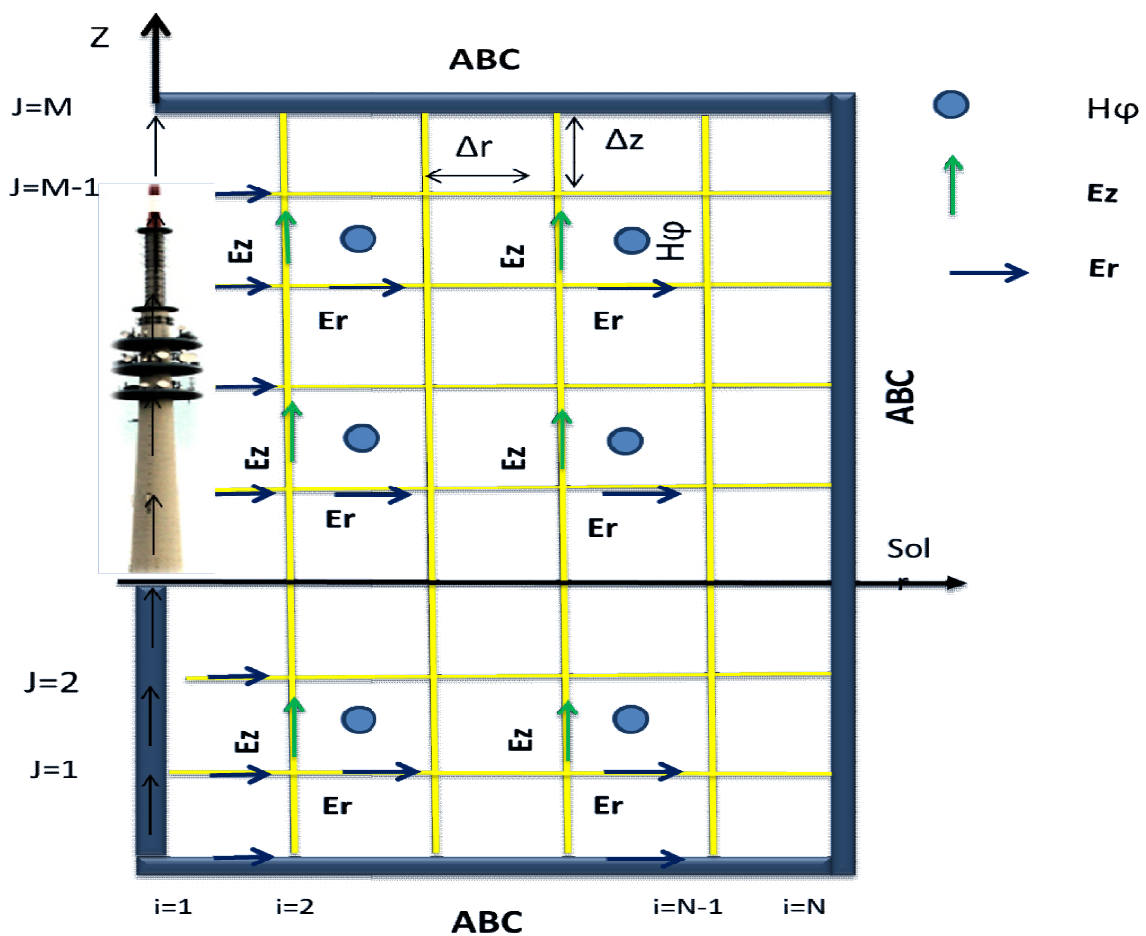 Z
ABC
J=M
Hφ
Δr
Δz
J=M-1
Ez
Ez
Ez
Hφ
Er
Er
Er
ABC
Ez
Ez
Er
Er
Sol
r
J=2
Ez
Ez
J=1
Er
Er
i=1
i=2
i=N-1
i=N
ABC